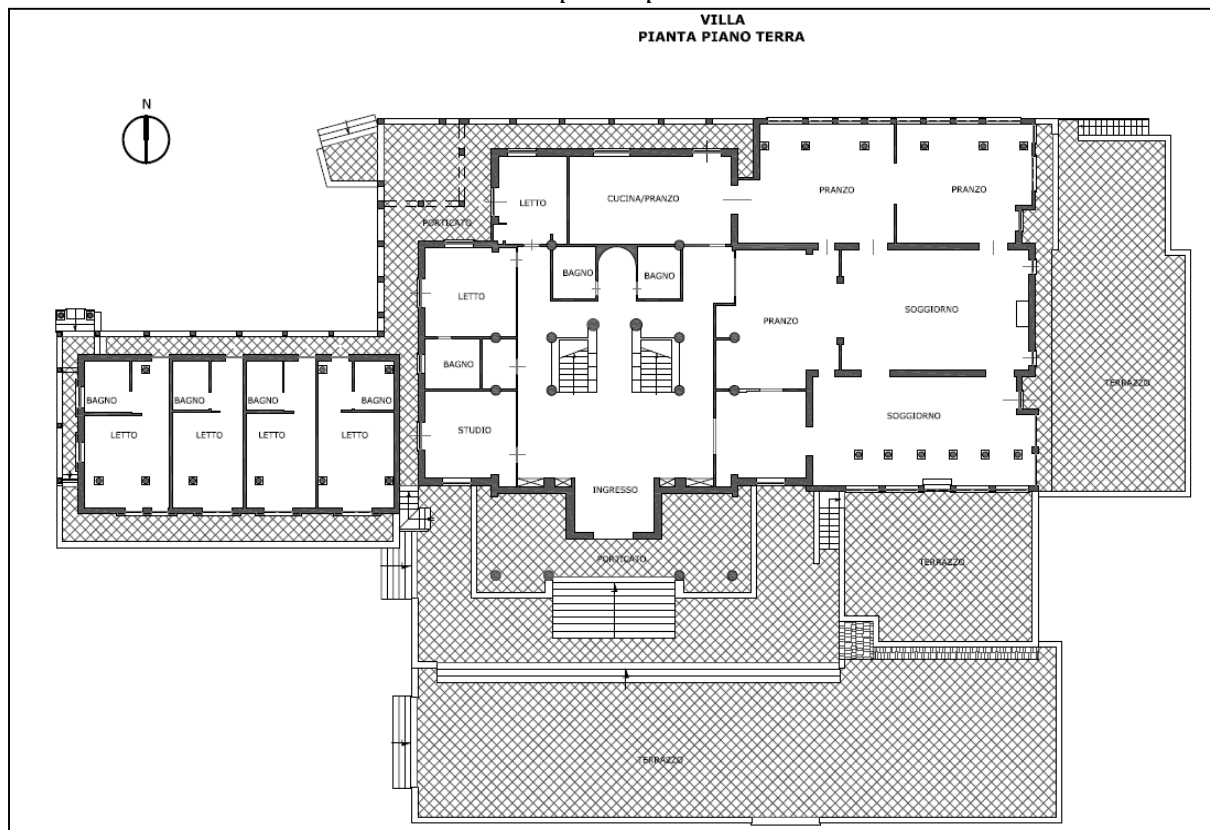 VILLA
PIANTA PIANO TERRA
N
LETTO
CUCINA/PRANZO
PRANZO
PRANZO
PORTICATO
BAGNO
BAGNO
LETTO
PRANZO
SOGGIORNO
BAGNO
TERRAZZO
BAGNO
BAGNO
BAGNO
BAGNO
SOGGIORNO
LETTO
LETTO
LETTO
LETTO
STUDIO
INGRESSO
PORTICATO
TERRAZZO
TERRAZZO